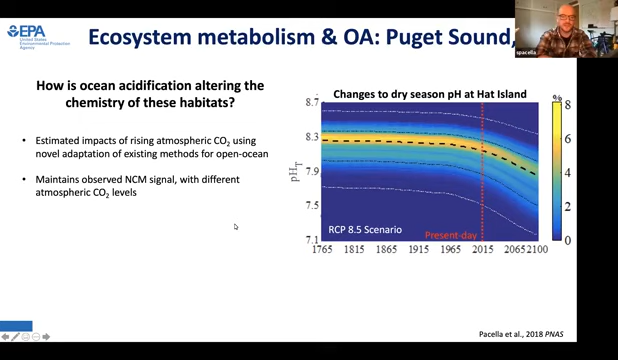 EPA
United States
Environmental Protection
Agency
Ecosystem metabolism & OA: Puget Sound,
spacella
How is ocean acidification altering the
chemistry of these habitats?
• Estimated impacts of rising atmospheric CO₂ using
novel adaptation of existing methods for open-ocean
• Maintains observed NCM signal, with different
atmospheric CO₂ levels
Changes to dry season pH at Hat Island
%
8.7
8.3
7.9
7.5
7.1
pHT
8
6
4
2
0
RCP 8.5 Scenario
Present-day
1765 1815 1865 1915 1965 2015 2065 2100
Pacella et al., 2018 PNAS